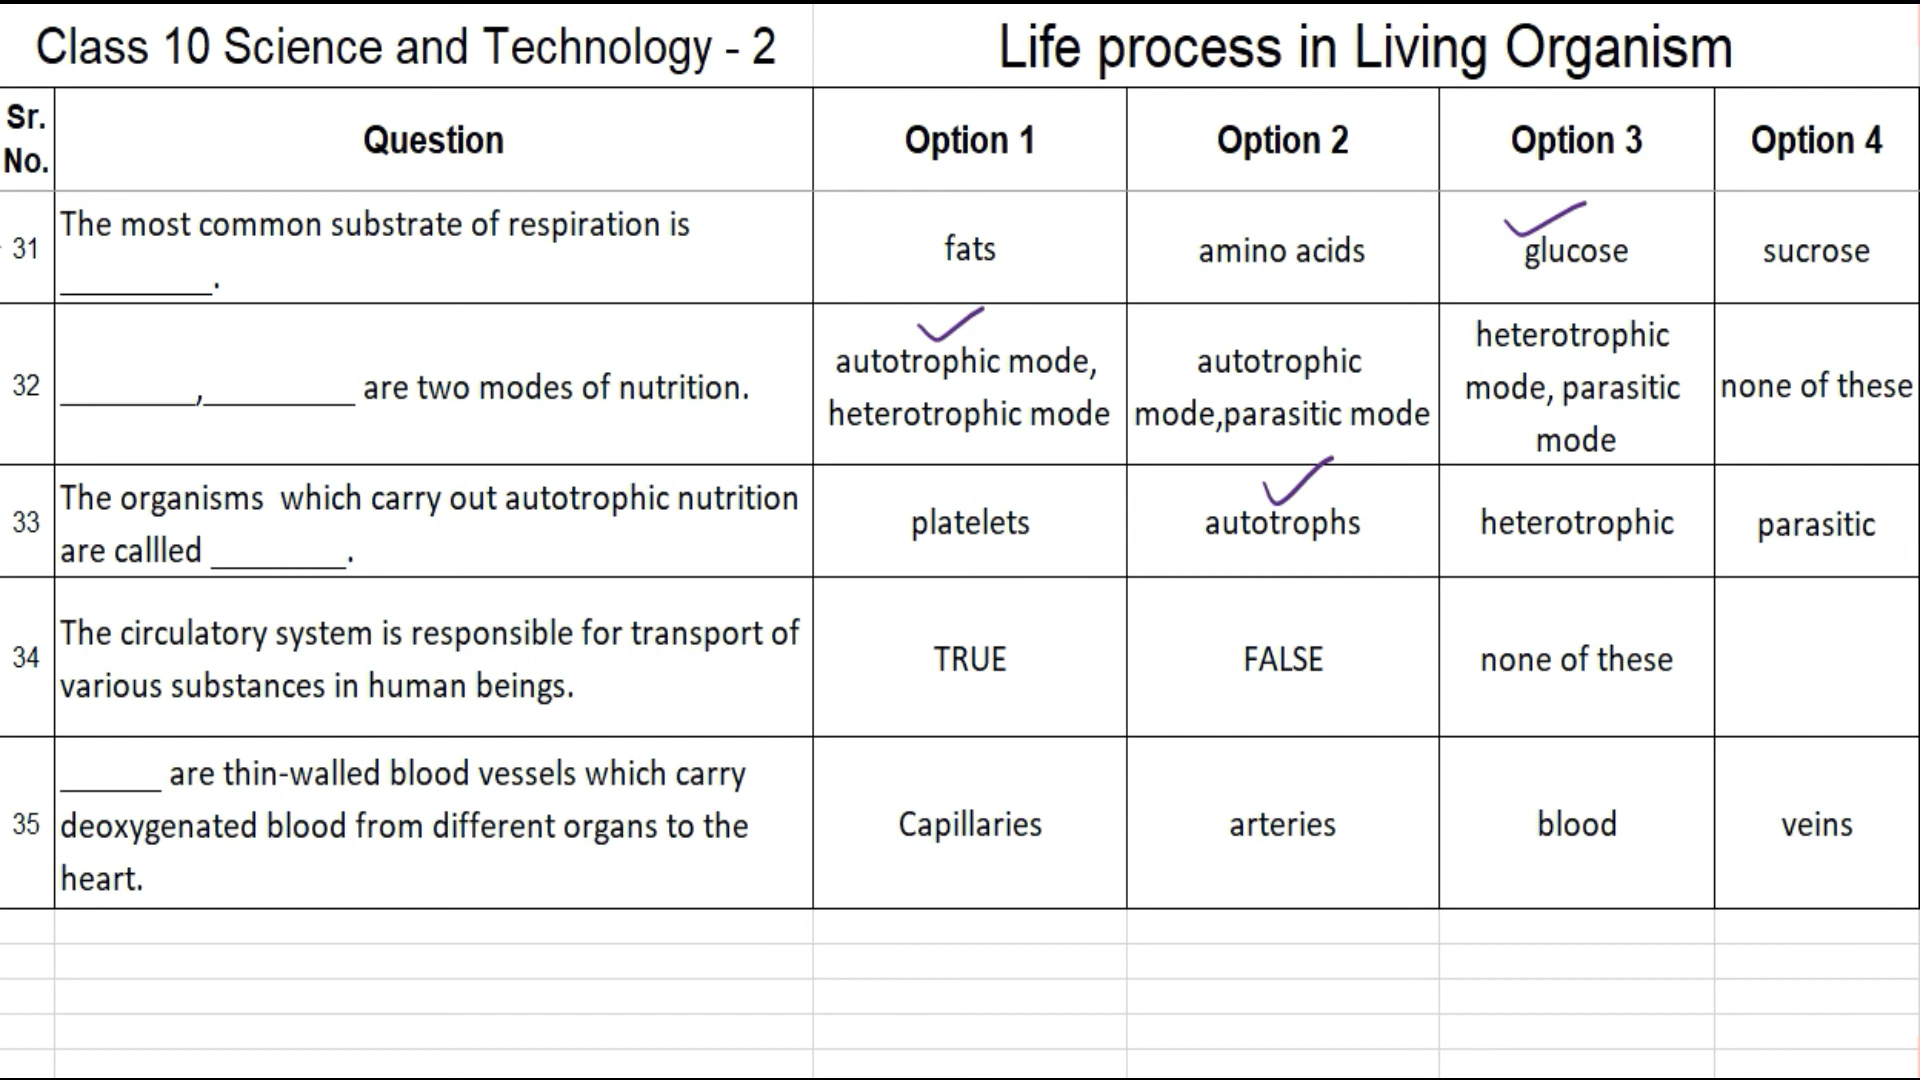 Class 10 Science and Technology - 2
Life process in Living Organism
Sr.
No.
Question
Option 1
Option 2
Option 3
Option 4
31
The most common substrate of respiration is
_________.
fats
amino acids
glucose
sucrose
32
________,_________ are two modes of nutrition.
autotrophic mode,
heterotrophic mode
autotrophic
mode,parasitic mode
heterotrophic
mode, parasitic
mode
none of these
33
The organisms  which carry out autotrophic nutrition
are callled ________.
platelets
autotrophs
heterotrophic
parasitic
34
The circulatory system is responsible for transport of
various substances in human beings.
TRUE
FALSE
none of these
35
______ are thin-walled blood vessels which carry
deoxygenated blood from different organs to the
heart.
Capillaries
arteries
blood
veins